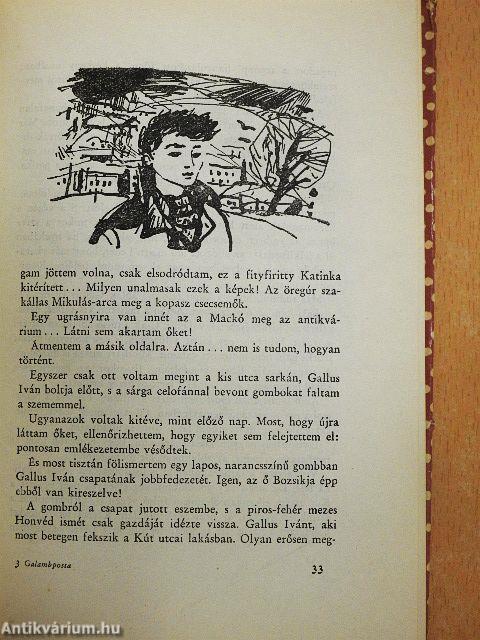 gam jöttem volna, csak elsodródtam, ez a fityfiritty Katinka
kitérített... Milyen unalmasak ezek a képek! Az öregúr sza-
kállas Mikulás-arca meg a kopasz csecsemők.
Egy ugrásnyira van innét az a Mackó meg az antikvá-
rium... Látni sem akartam őket!
Átmentem a másik oldalra. Aztán... nem is tudom, hogyan
történt.
Egyszer csak ott voltam megint a kis utca sarkán, Gallus
Iván boltja előtt, s a sárga celofánnal bevont gombokat faltam
a szememmel.
Ugyanazok voltak kitéve, mint előző nap. Most, hogy újra
láttam őket, ellenőrizhettem, hogy egyiket sem felejtettem el:
pontosan emlékezetembe vésődtek.
És most tisztán fölismertem egy lapos, narancsszínű gombban
Gallus Iván csapatának jobbfedezetét. Igen, az ő Bozsikja épp
ebből van kireszelve!
A gombról a csapat jutott eszembe, s a piros-fehér mezes
Honvéd ismét csak gazdáját idézte vissza. Gallus Ivánt, aki
most betegen fekszik a Kút utcai lakásban. Olyan erősen meg-
3 Galambposta
33
Antikvárium.hu